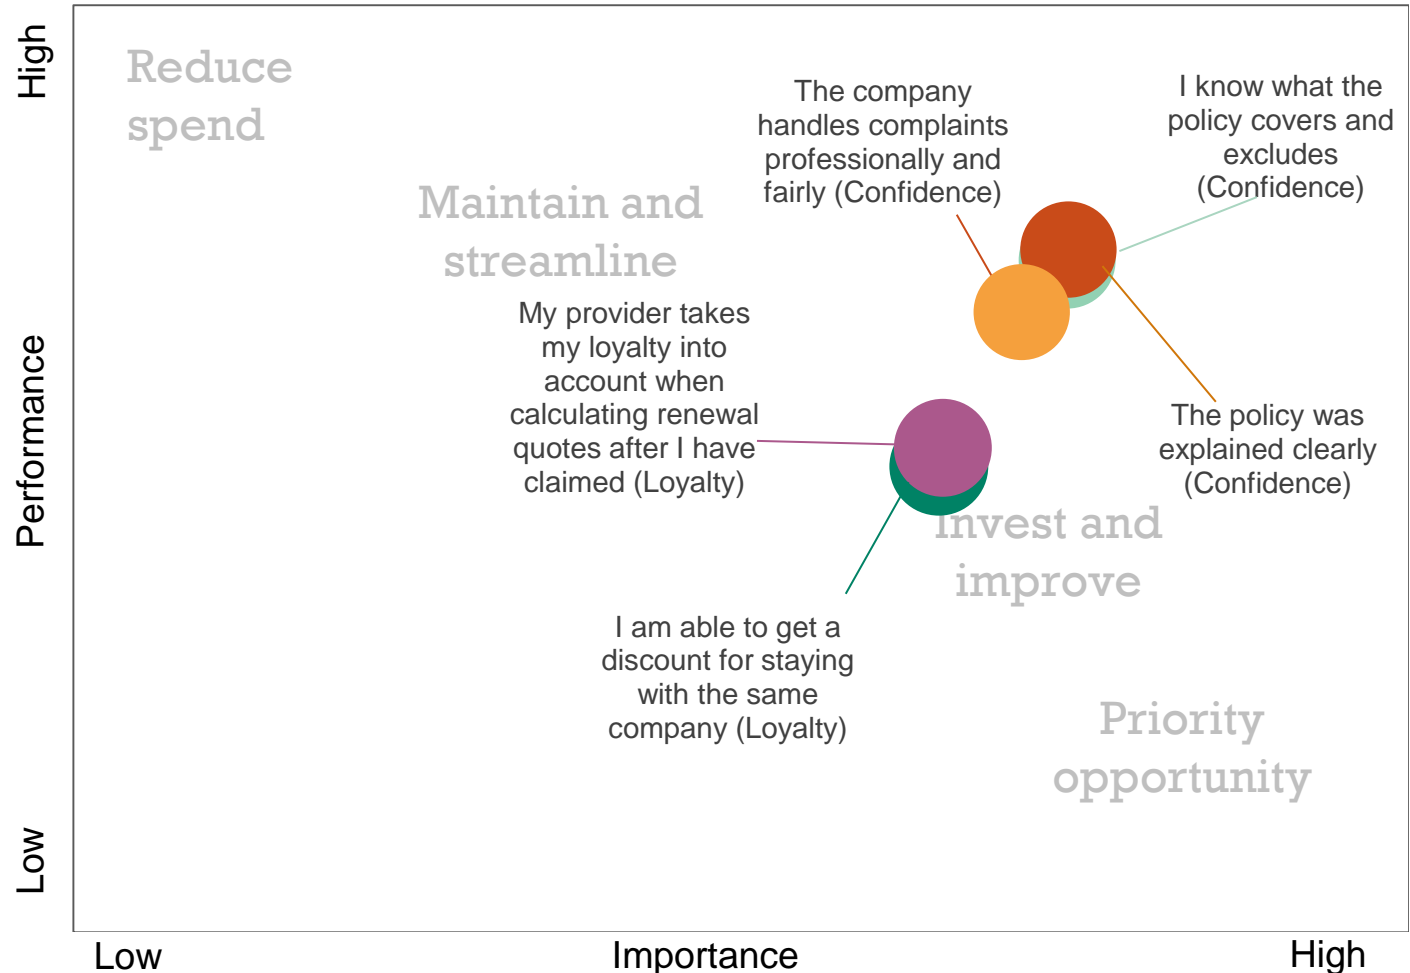 High
Reduce
spend
The company
handles complaints
professionally and
fairly (Confidence)
I know what the
policy covers and
excludes
(Confidence)
Maintain and
streamline
My provider takes
my loyalty into
account when
calculating renewal
quotes after I have
claimed (Loyalty)
Performance
The policy was
explained clearly
(Confidence)
Invest and
improve
I am able to get a
discount for staying
with the same
company (Loyalty)
Priority
opportunity
Low
Low
Importance
High